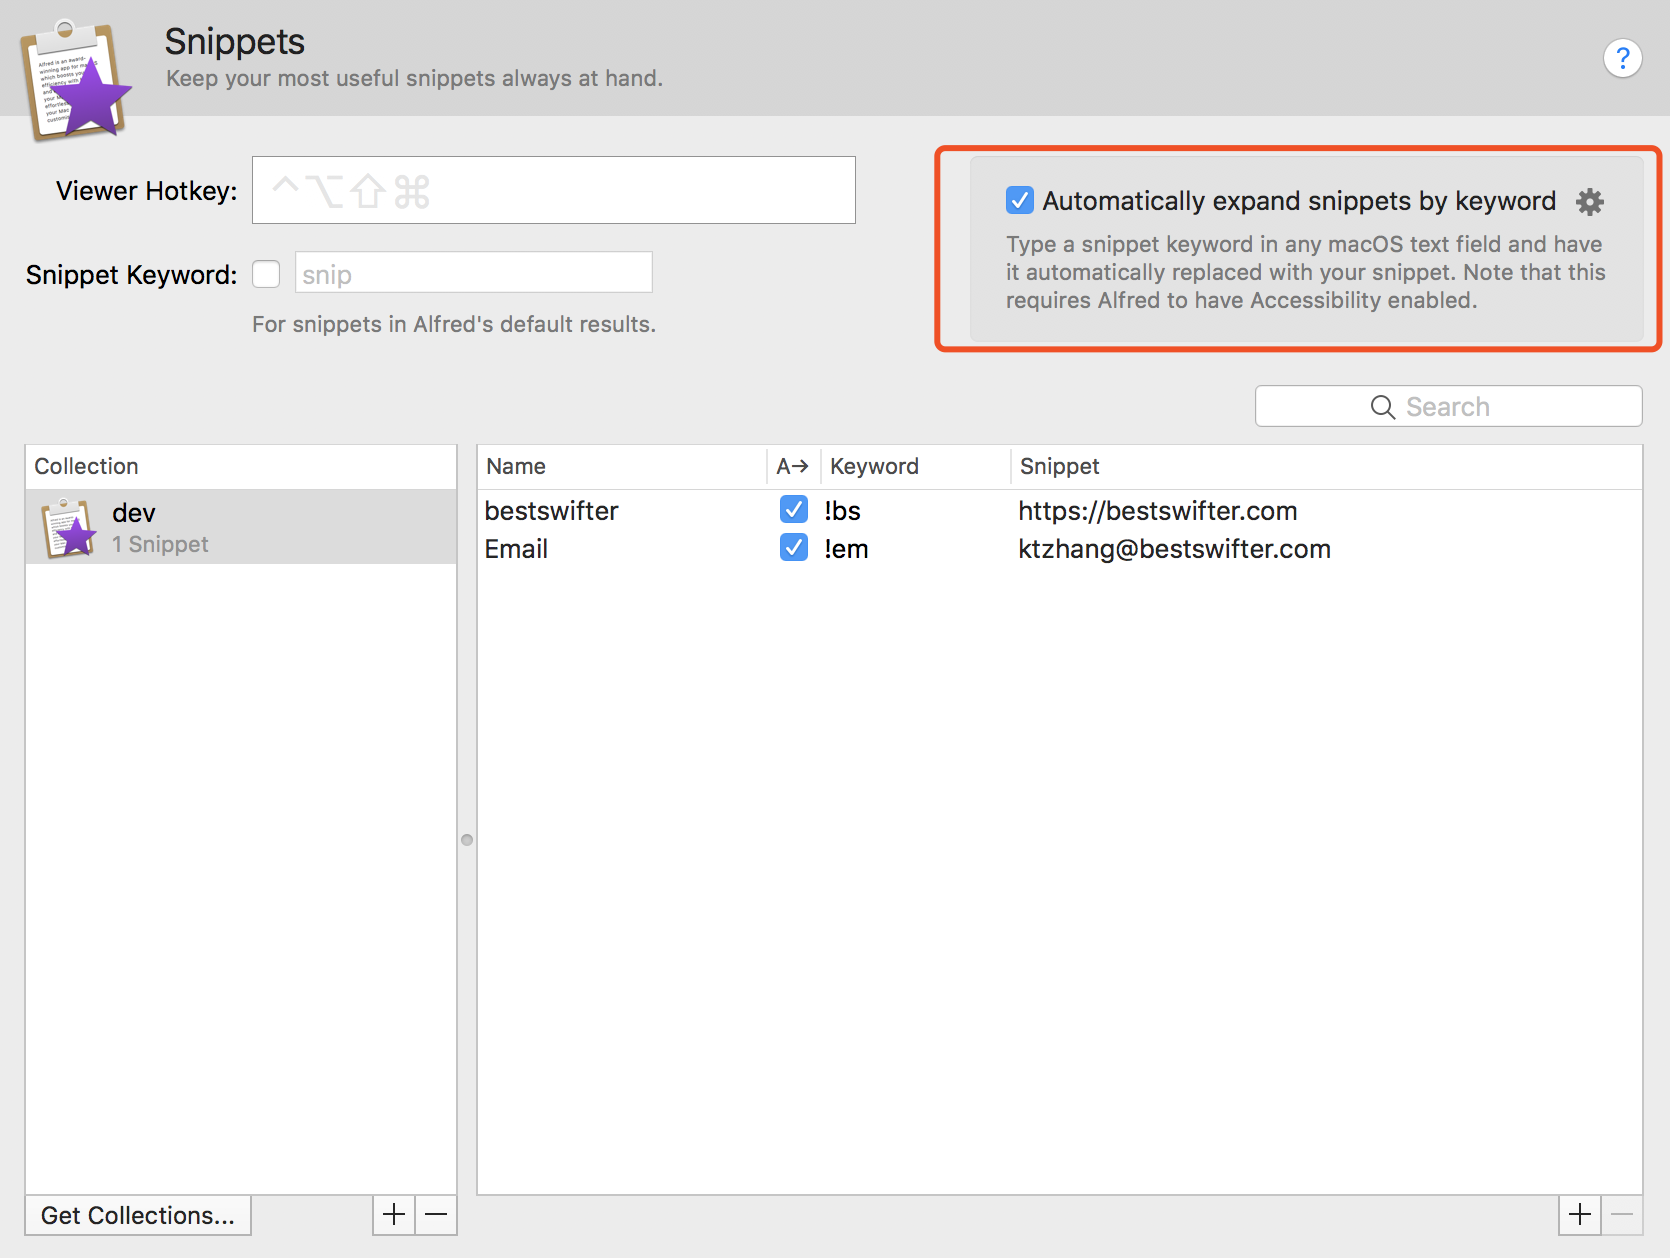 Snippets
Keep your most useful snippets always at hand.
?
Viewer Hotkey: ^⌥⇧⌘
Automatically expand snippets by keyword
Type a snippet keyword in any macOS text field and have
it automatically replaced with your snippet. Note that this
requires Alfred to have Accessibility enabled.
Snippet Keyword: snip
For snippets in Alfred's default results.
Search
Collection
dev
1 Snippet
Name A→ Keyword Snippet
bestswifter !bs https://bestswifter.com
Email !em ktzhang@bestswifter.com
Get Collections... + −
+ −